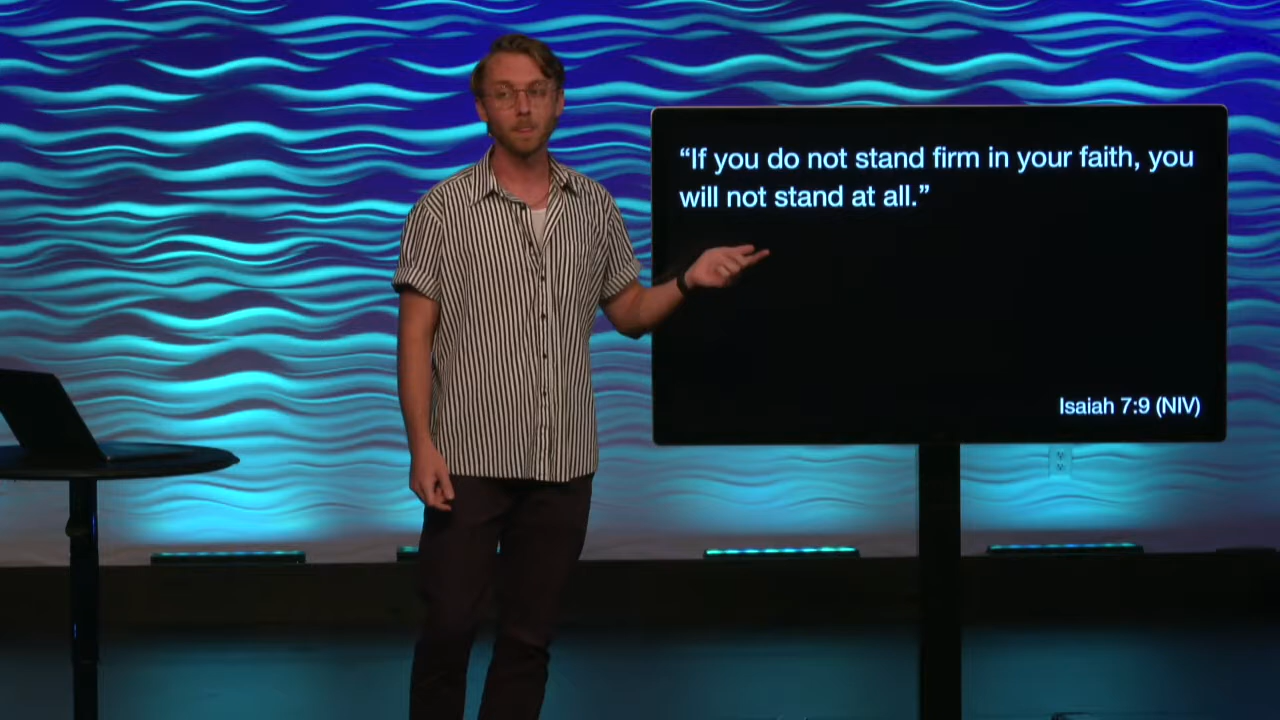 “If you do not stand firm in your faith, you
will not stand at all.”
Isaiah 7:9 (NIV)